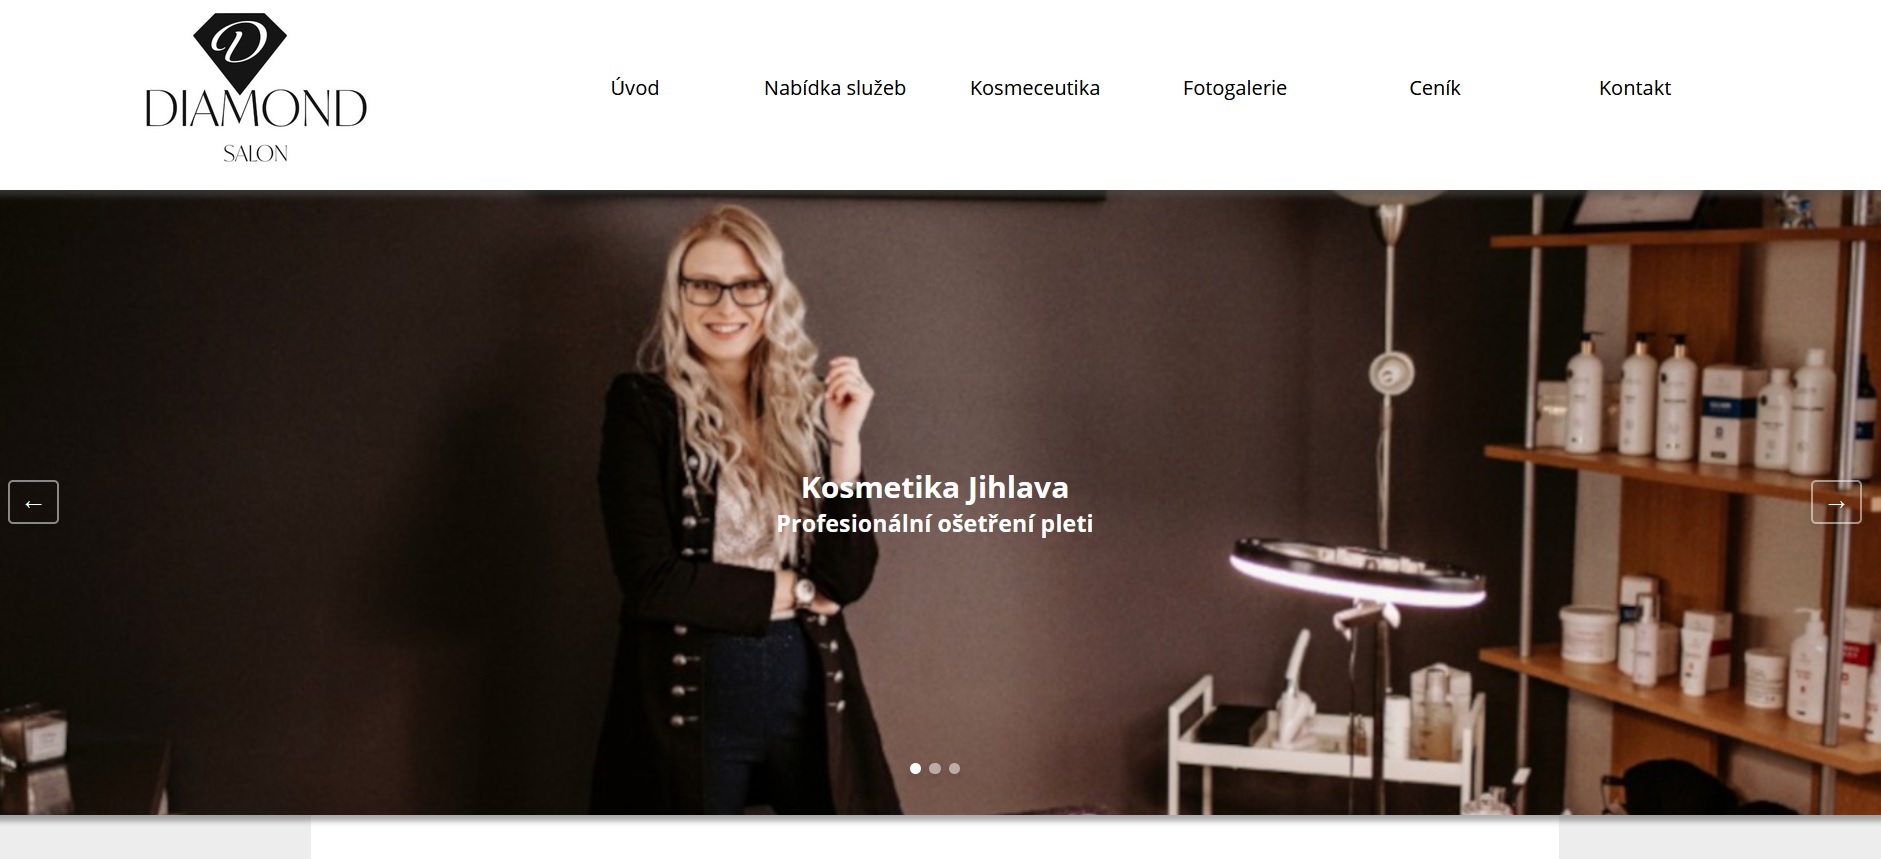 D
DIAMOND
SALON
Úvod
Nabídka služeb
Kosmeceutika
Fotogalerie
Ceník
Kontakt
Kosmetika Jihlava
Profesionální ošetření pleti
←
→